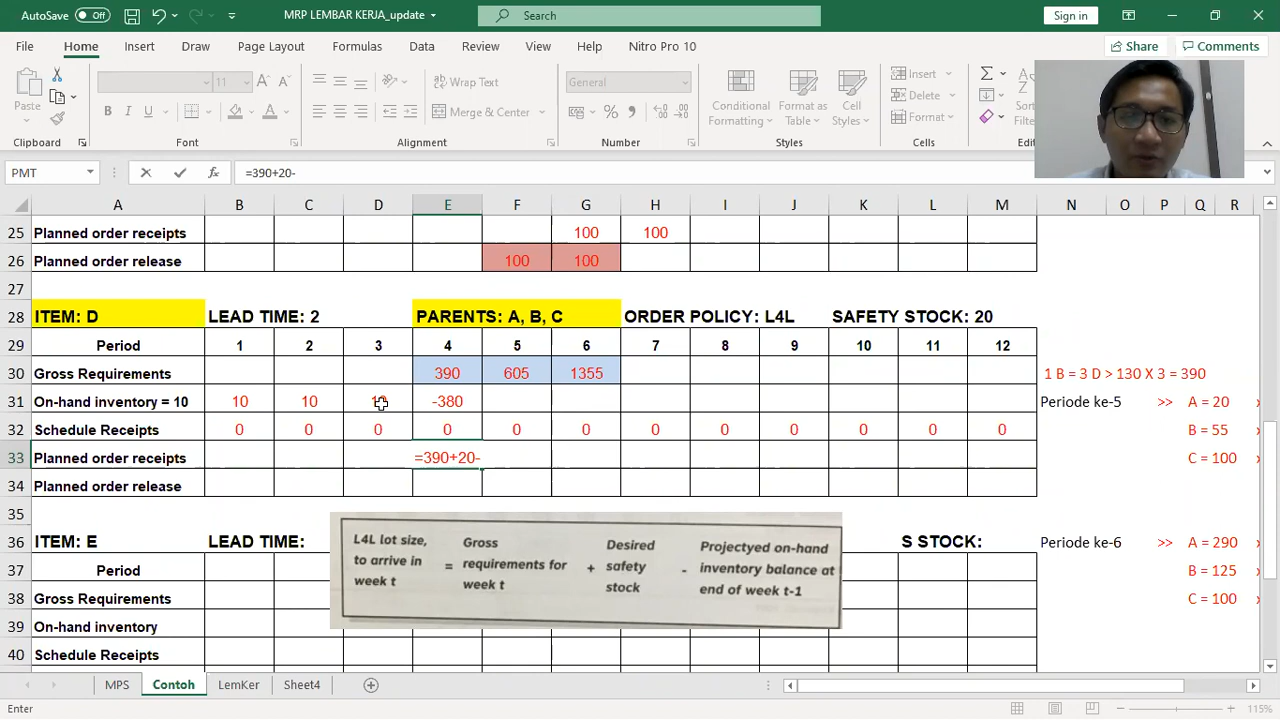 AutoSave Off MRP LEMBAR KERJA_update Search Sign in
File Home Insert Draw Page Layout Formulas Data Review View Help Nitro Pro 10 Share Comments
Paste 11 A A Wrap Text General Insert
B I U A Merge & Center $ % Conditional Formatting Format as Table Cell Styles Delete Sort
Format
Clipboard Font Alignment Number Styles Cells
PMT fx =390+20-
A B C D E F G H I J K L M N O P Q R
25 Planned order receipts 100 100
26 Planned order release 100 100
27
28 ITEM: D LEAD TIME: 2 PARENTS: A, B, C ORDER POLICY: L4L SAFETY STOCK: 20
29 Period 1 2 3 4 5 6 7 8 9 10 11 12
30 Gross Requirements 390 605 1355 1 B = 3 D > 130 X 3 = 390
31 On-hand inventory = 10 10 10 -380 Periode ke-5 >> A = 20
32 Schedule Receipts 0 0 0 0 0 0 0 0 0 0 0 0 B = 55
33 Planned order receipts =390+20- C = 100
34 Planned order release
35
36 ITEM: E LEAD TIME: S STOCK: Periode ke-6 >> A = 290
37 Period B = 125
38 Gross Requirements C = 100
39 On-hand inventory
40 Schedule Receipts
L4L lot size, to arrive in week t = Gross requirements for week t + Desired safety stock - Projectyed on-hand inventory balance at end of week t-1
MPS Contoh LemKer Sheet4
Enter 115%